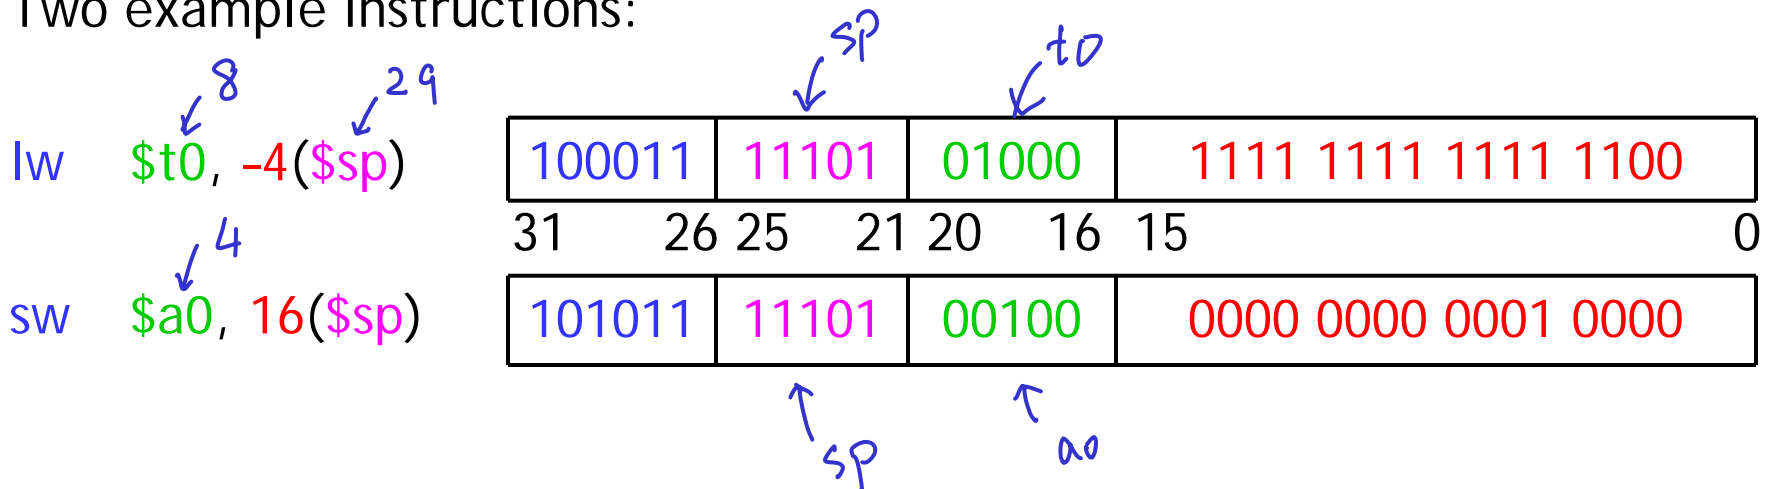 Two example instructions:
sp t0
8 29
lw $t0, -4($sp) 100011 11101 01000 1111 1111 1111 1100
31 26 25 21 20 16 15 0
4
sw $a0, 16($sp) 101011 11101 00100 0000 0000 0001 0000
sp a0